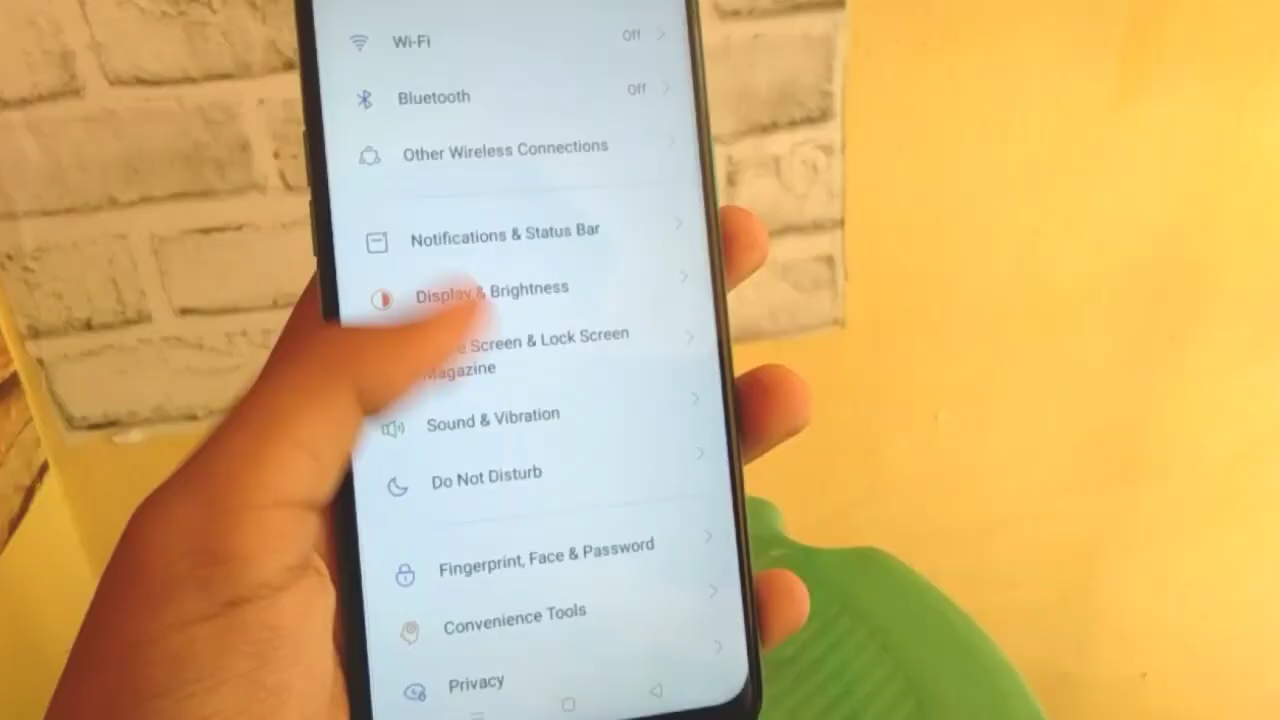 Wi-Fi Off
Bluetooth Off
Other Wireless Connections
Notifications & Status Bar
Display & Brightness
Screen & Lock Screen
Magazine
Sound & Vibration
Do Not Disturb
Fingerprint, Face & Password
Convenience Tools
Privacy